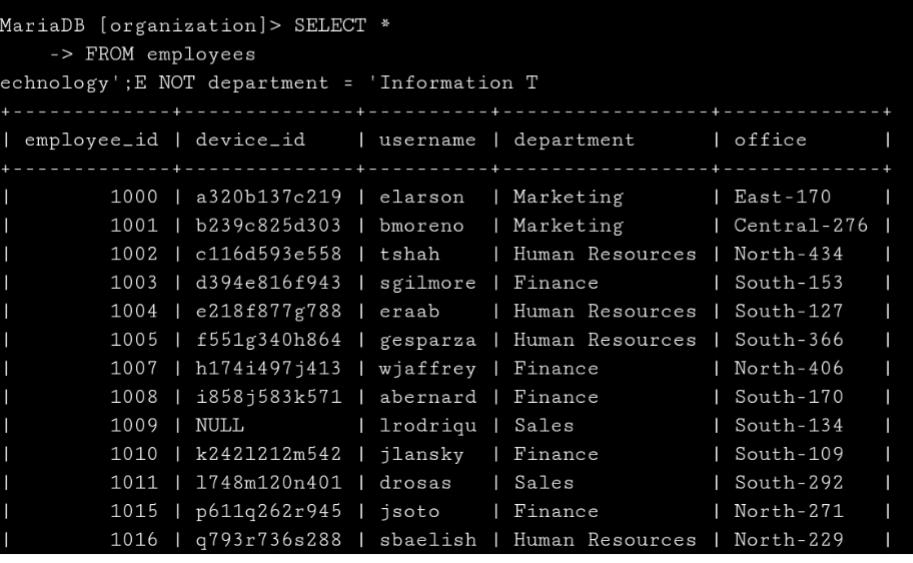 MariaDB [organization]> SELECT *
    -> FROM employees
echnology';E NOT department = 'Information T
+-------------+--------------+----------+-----------------+-------------+
| employee_id | device_id    | username | department      | office      |
+-------------+--------------+----------+-----------------+-------------+
|        1000 | a320b137c219 | elarson  | Marketing       | East-170    |
|        1001 | b239c825d303 | bmoreno  | Marketing       | Central-276 |
|        1002 | c116d593e558 | tshah    | Human Resources | North-434   |
|        1003 | d394e816f943 | sgilmore | Finance         | South-153   |
|        1004 | e218f877g788 | eraab    | Human Resources | South-127   |
|        1005 | f551g340h864 | gesparza | Human Resources | South-366   |
|        1007 | h174i497j413 | wjaffrey | Finance         | North-406   |
|        1008 | i858j583k571 | abernard | Finance         | South-170   |
|        1009 | NULL         | lrodriqu | Sales           | South-134   |
|        1010 | k242l212m542 | jlansky  | Finance         | South-109   |
|        1011 | l748m120n401 | drosas   | Sales           | South-292   |
|        1015 | p611q262r945 | jsoto    | Finance         | North-271   |
|        1016 | q793r736s288 | sbaelish | Human Resources | North-229   |